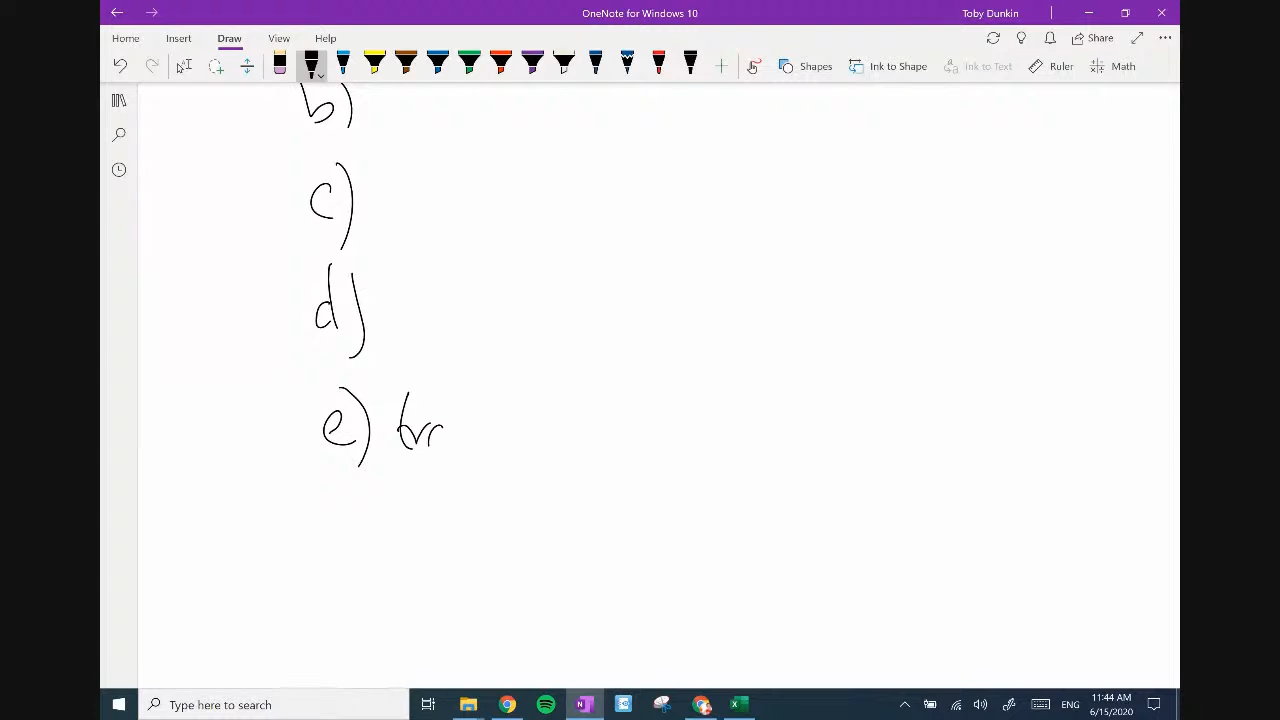 OneNote for Windows 10
Toby Dunkin
Home Insert Draw View Help
Share
Shapes Ink to Shape Ink to Text Ruler Math
b)
c)
d)
e)
Type here to search
ENG
11:44 AM
6/15/2020